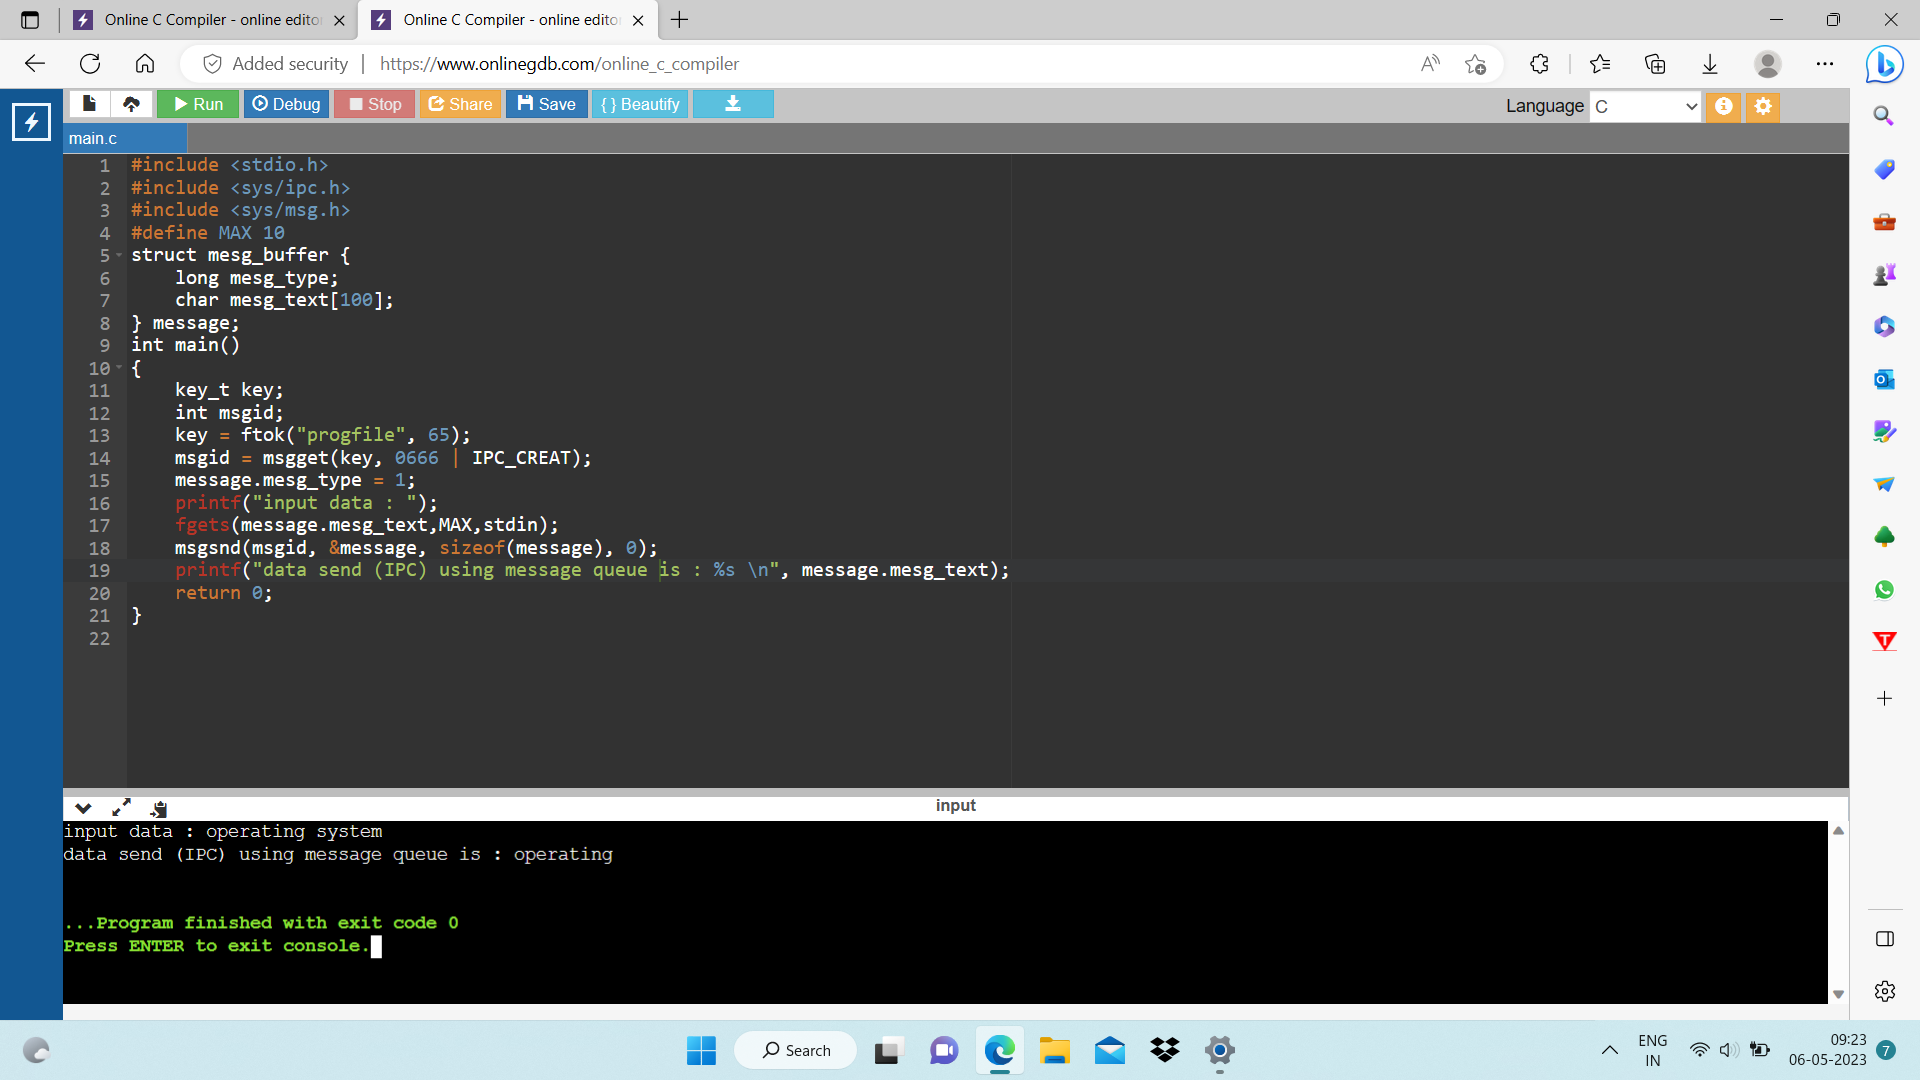 Online C Compiler - online edito
Online C Compiler - online edito
Added security
https://www.onlinegdb.com/online_c_compiler
Run
Debug
Stop
Share
Save
{ } Beautify
Language
C
main.c
1 #include <stdio.h>
2 #include <sys/ipc.h>
3 #include <sys/msg.h>
4 #define MAX 10
5 struct mesg_buffer {
6 long mesg_type;
7 char mesg_text[100];
8 } message;
9 int main()
10 {
11 key_t key;
12 int msgid;
13 key = ftok("progfile", 65);
14 msgid = msgget(key, 0666 | IPC_CREAT);
15 message.mesg_type = 1;
16 printf("input data : ");
17 fgets(message.mesg_text,MAX,stdin);
18 msgsnd(msgid, &message, sizeof(message), 0);
19 printf("data send (IPC) using message queue is : %s \n", message.mesg_text);
20 return 0;
21 }
22
input
input data : operating system
data send (IPC) using message queue is : operating
...Program finished with exit code 0
Press ENTER to exit console.
Search
ENG
IN
09:23
06-05-2023
7